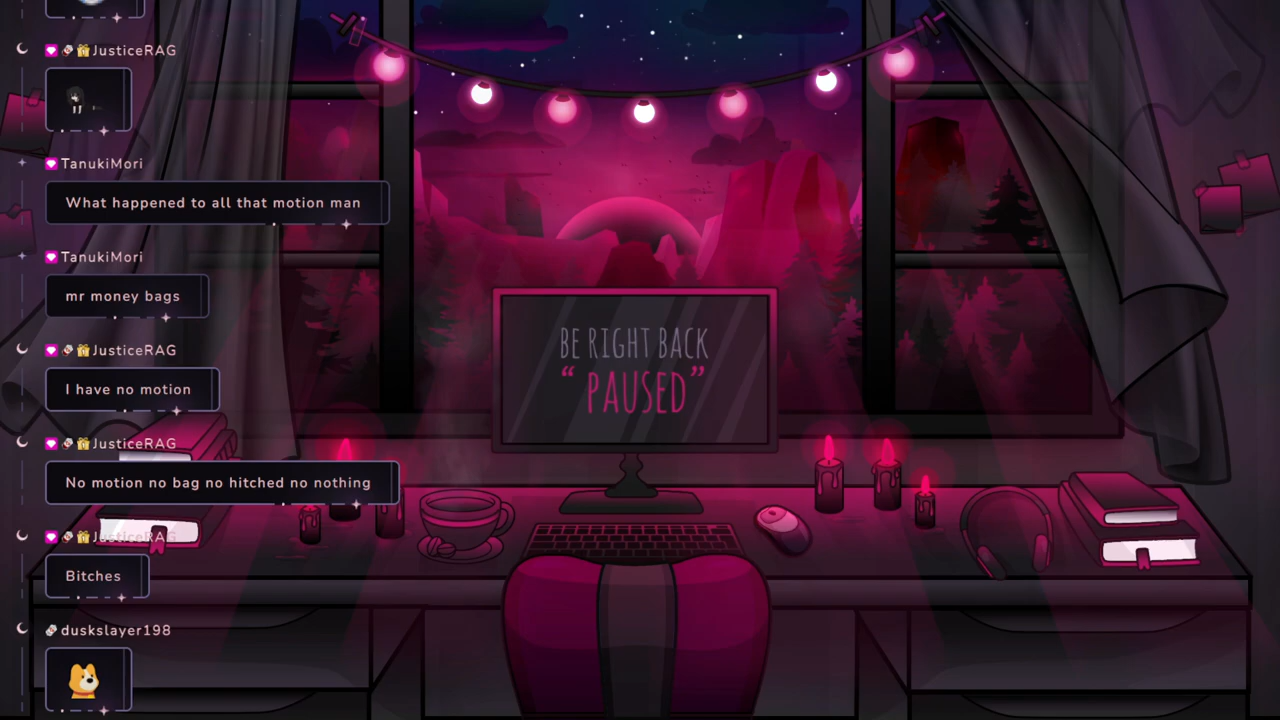 JusticeRAG
TanukiMori
What happened to all that motion man
TanukiMori
mr money bags
JusticeRAG
I have no motion
JusticeRAG
No motion no bag no hitched no nothing
JusticeRAG
Bitches
duskslayer198
BE RIGHT BACK
“ PAUSED”